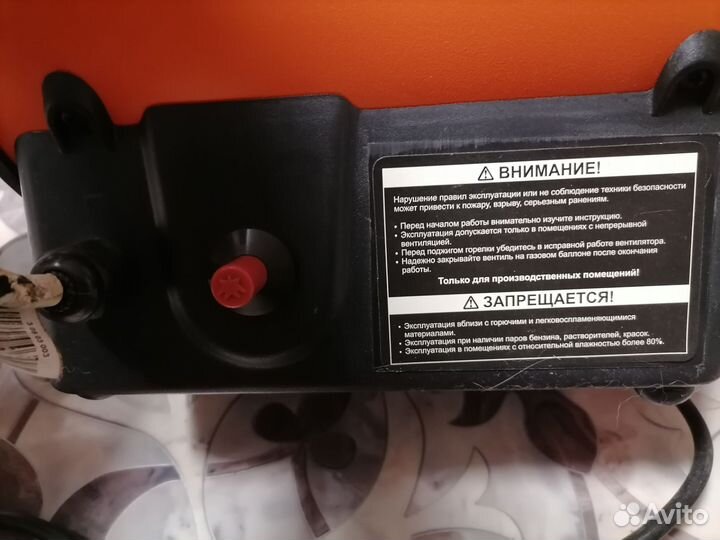 ВНИМАНИЕ!
Нарушение правил эксплуатации или не соблюдение техники безопасности
может привести к пожару, взрыву, серьезным ранениям.
• Перед началом работы внимательно изучите инструкцию.
• Эксплуатация допускается только в помещениях с непрерывной
вентиляцией.
• Перед поджигом горелки убедитесь в исправной работе вентилятора.
• Надежно закрывайте вентиль на газовом баллоне после окончания
работы.
Только для производственных помещений!
ЗАПРЕЩАЕТСЯ!
• Эксплуатация вблизи с горючими и легковоспламеняющимися
материалами.
• Эксплуатация при наличии паров бензина, растворителей, красок.
• Эксплуатация в помещениях с относительной влажностью более 80%.
Avito